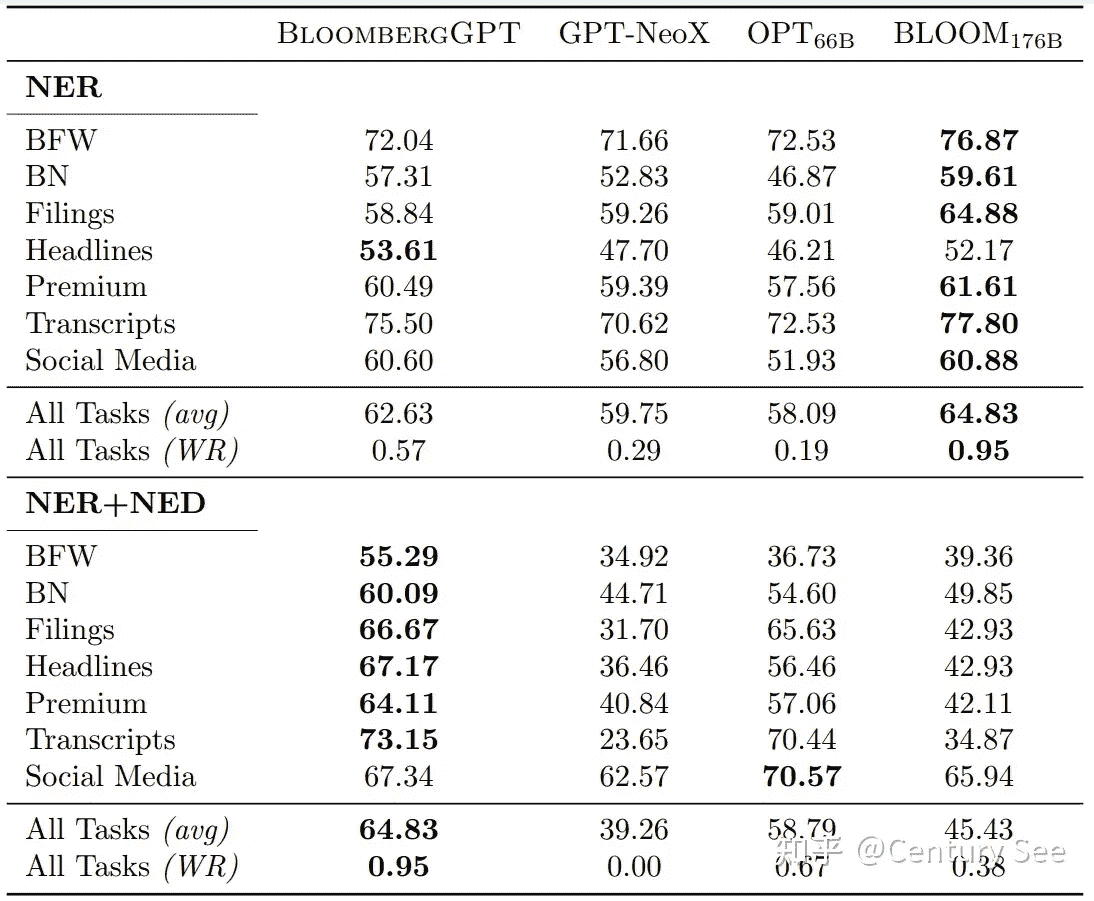 BLOOMBERGGPT GPT-NeoX OPT66B BLOOM176B
NER
BFW 72.04 71.66 72.53 76.87
BN 57.31 52.83 46.87 59.61
Filings 58.84 59.26 59.01 64.88
Headlines 53.61 47.70 46.21 52.17
Premium 60.49 59.39 57.56 61.61
Transcripts 75.50 70.62 72.53 77.80
Social Media 60.60 56.80 51.93 60.88
All Tasks (avg) 62.63 59.75 58.09 64.83
All Tasks (WR) 0.57 0.29 0.19 0.95
NER+NED
BFW 55.29 34.92 36.73 39.36
BN 60.09 44.71 54.60 49.85
Filings 66.67 31.70 65.63 42.93
Headlines 67.17 36.46 56.46 42.93
Premium 64.11 40.84 57.06 42.11
Transcripts 73.15 23.65 70.44 34.87
Social Media 67.34 62.57 70.57 65.94
All Tasks (avg) 64.83 39.26 58.79 45.43
All Tasks (WR) 0.95 0.00 0.67 0.38
知乎 @Century See